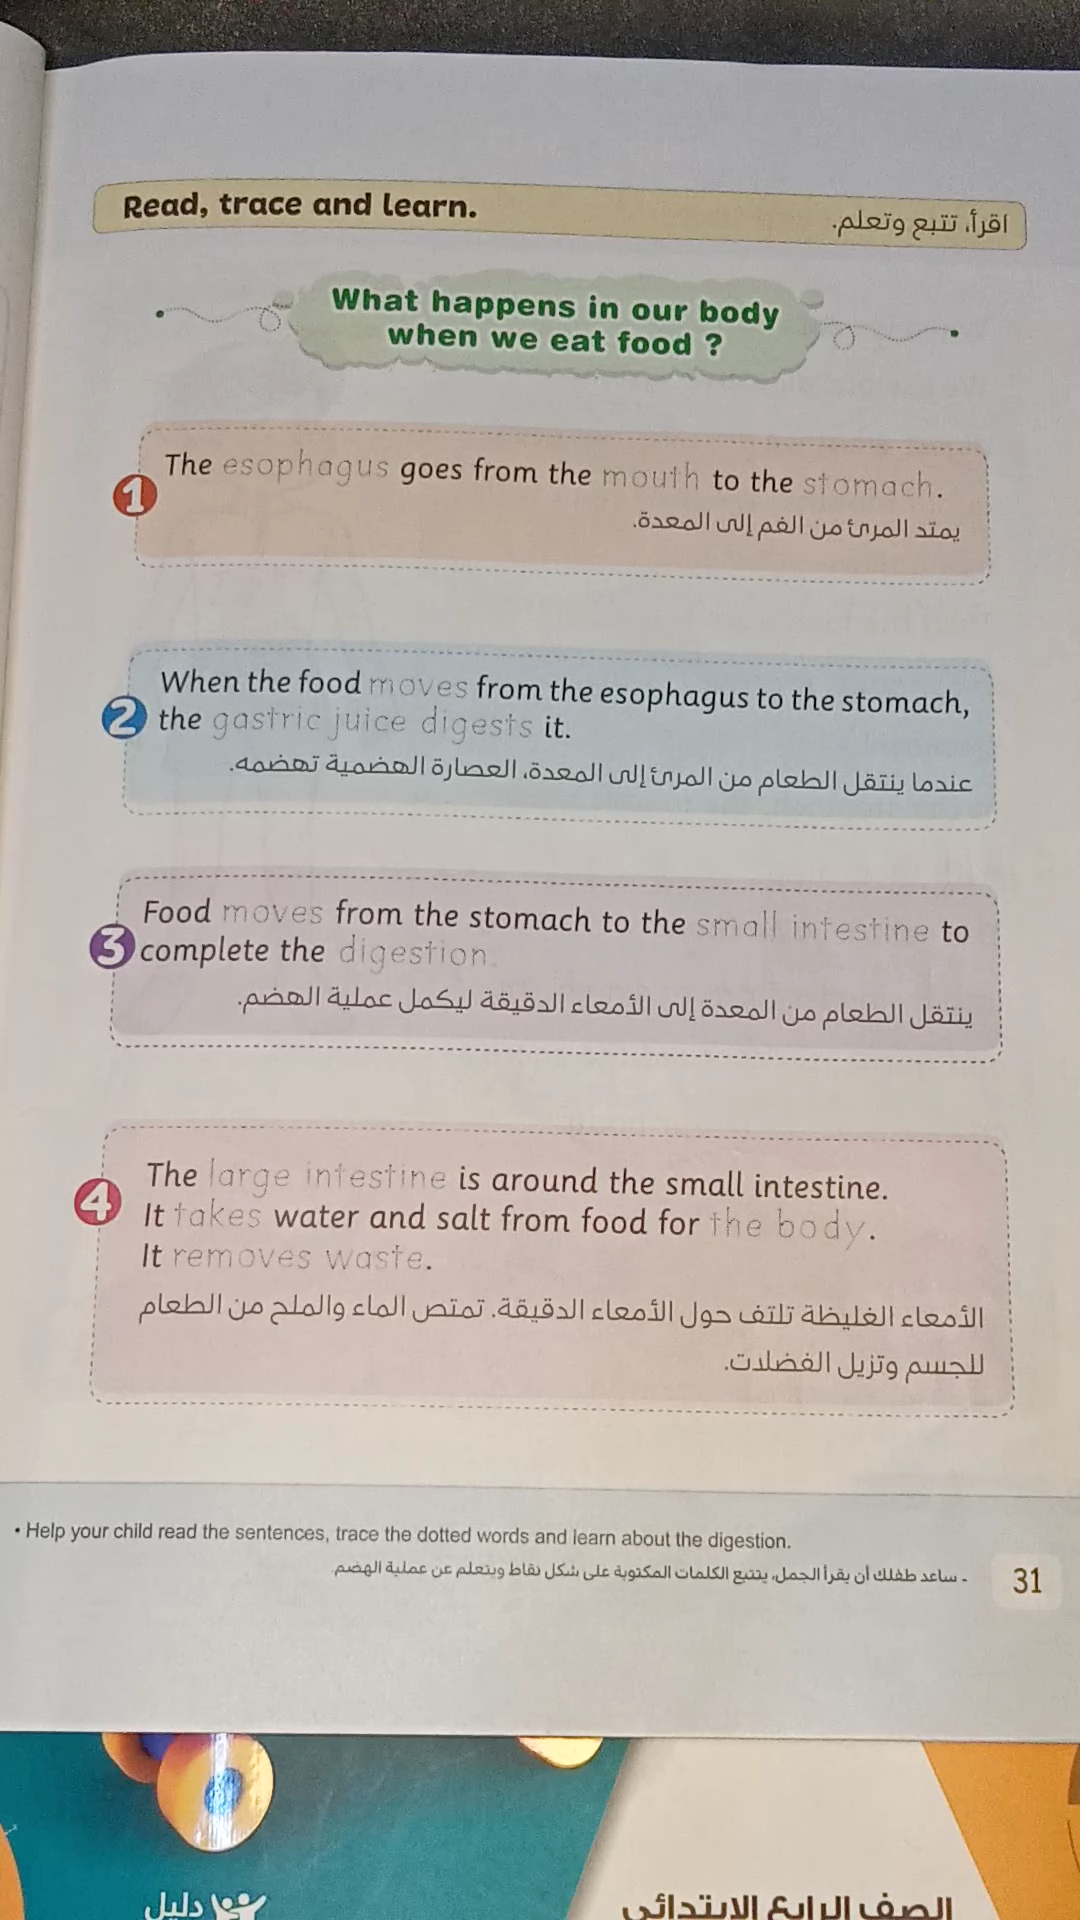 Read, trace and learn.
اقرأ، تتبع وتعلم.
What happens in our body
when we eat food ?
1
The esophagus goes from the mouth to the stomach.
يمتد المرئ من الفم إلى المعدة.
2
When the food moves from the esophagus to the stomach,
the gastric juice digests it.
عندما ينتقل الطعام من المرئ إلى المعدة، العصارة الهضمية تهضمه.
3
Food moves from the stomach to the small intestine to
complete the digestion.
ينتقل الطعام من المعدة إلى الأمعاء الدقيقة ليكمل عملية الهضم.
4
The large intestine is around the small intestine.
It takes water and salt from food for the body.
It removes waste.
الأمعاء الغليظة تلتف حول الأمعاء الدقيقة. تمتص الماء والملح من الطعام
للجسم وتزيل الفضلات.
• Help your child read the sentences, trace the dotted words and learn about the digestion.
- ساعد طفلك أن يقرأ الجمل، يتتبع الكلمات المكتوبة على شكل نقاط ويتعلم عن عملية الهضم
31
دليل
الصف الرابع الابتدائي